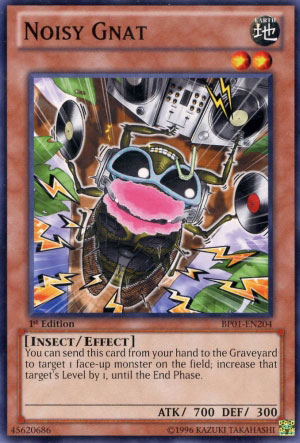 NOISY GNAT
EARTH
地
1st Edition
BP01-EN204
[INSECT/EFFECT]
You can send this card from your hand to the Graveyard
to target 1 face-up monster on the field; increase that
target's Level by 1, until the End Phase.
ATK/ 700 DEF/ 300
45620686
©1996 KAZUKI TAKAHASHI